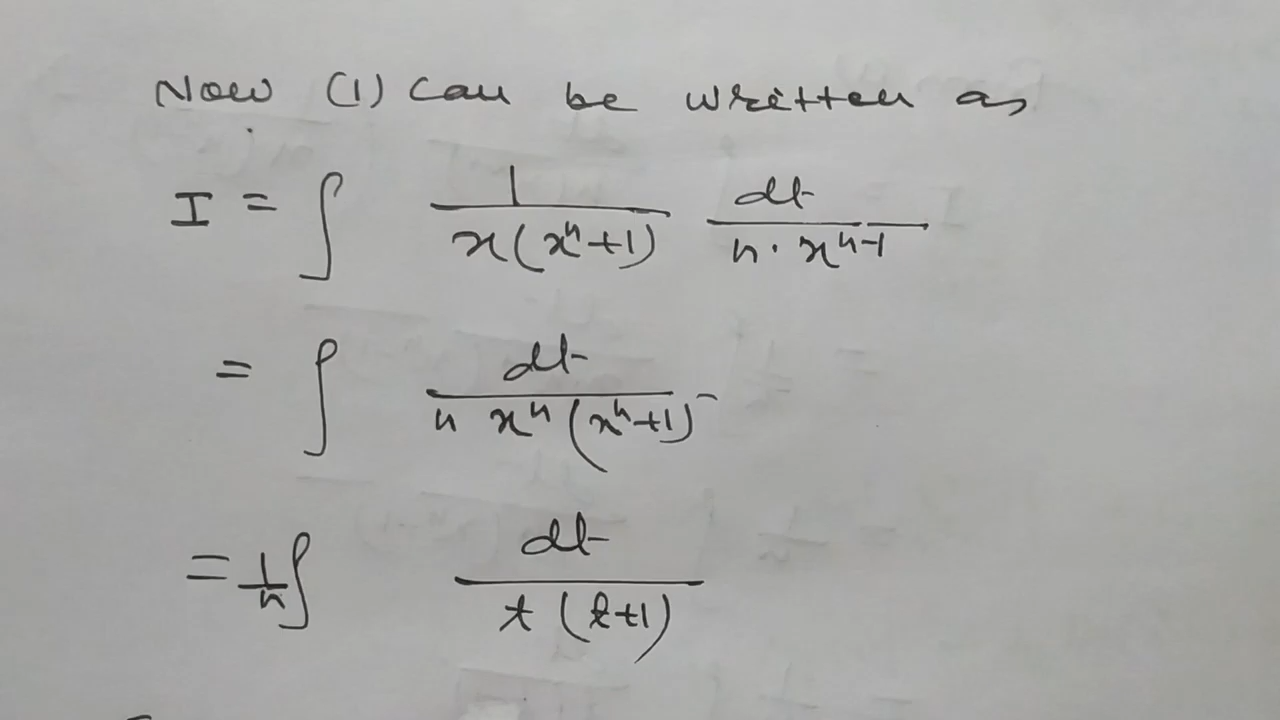 Now (1) can be written as
I = ∫ 1/(x(xⁿ+1)) dt/(n·xⁿ⁻¹)
= ∫ dt/(n xⁿ (xⁿ+1))
= 1/n ∫ dt/(t (t+1))